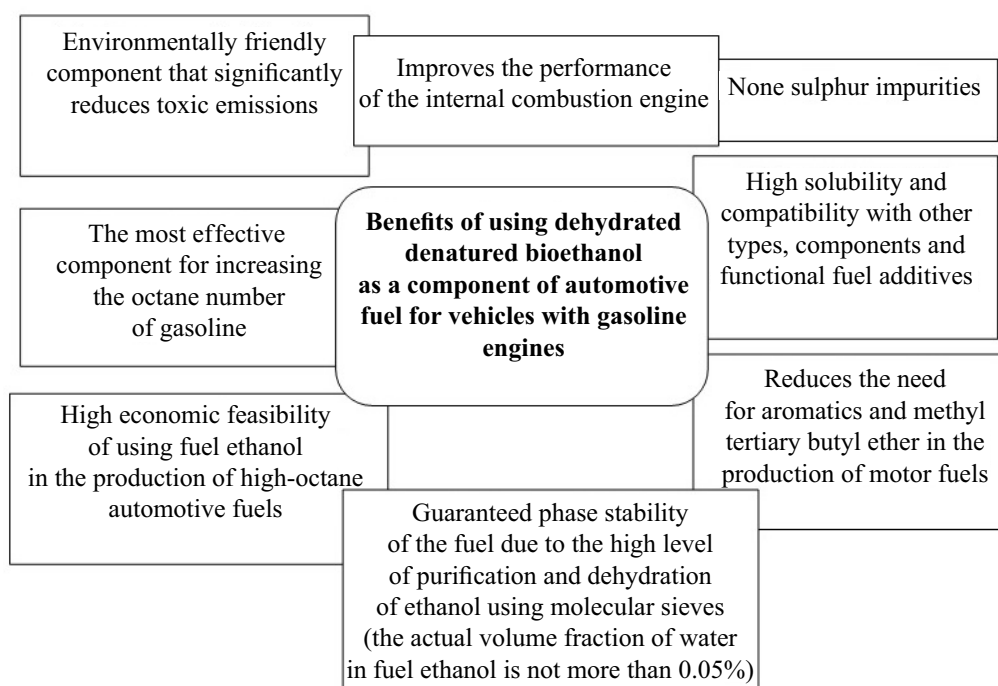 Environmentally friendly
component that significantly
reduces toxic emissions
Improves the performance
of the internal combustion engine
None sulphur impurities
The most effective
component for increasing
the octane number
of gasoline
Benefits of using dehydrated
denatured bioethanol
as a component of automotive
fuel for vehicles with gasoline
engines
High solubility and
compatibility with other
types, components and
functional fuel additives
High economic feasibility
of using fuel ethanol
in the production of high-octane
automotive fuels
Reduces the need
for aromatics and methyl
tertiary butyl ether in the
production of motor fuels
Guaranteed phase stability
of the fuel due to the high level
of purification and dehydration
of ethanol using molecular sieves
(the actual volume fraction of water
in fuel ethanol is not more than 0.05%)